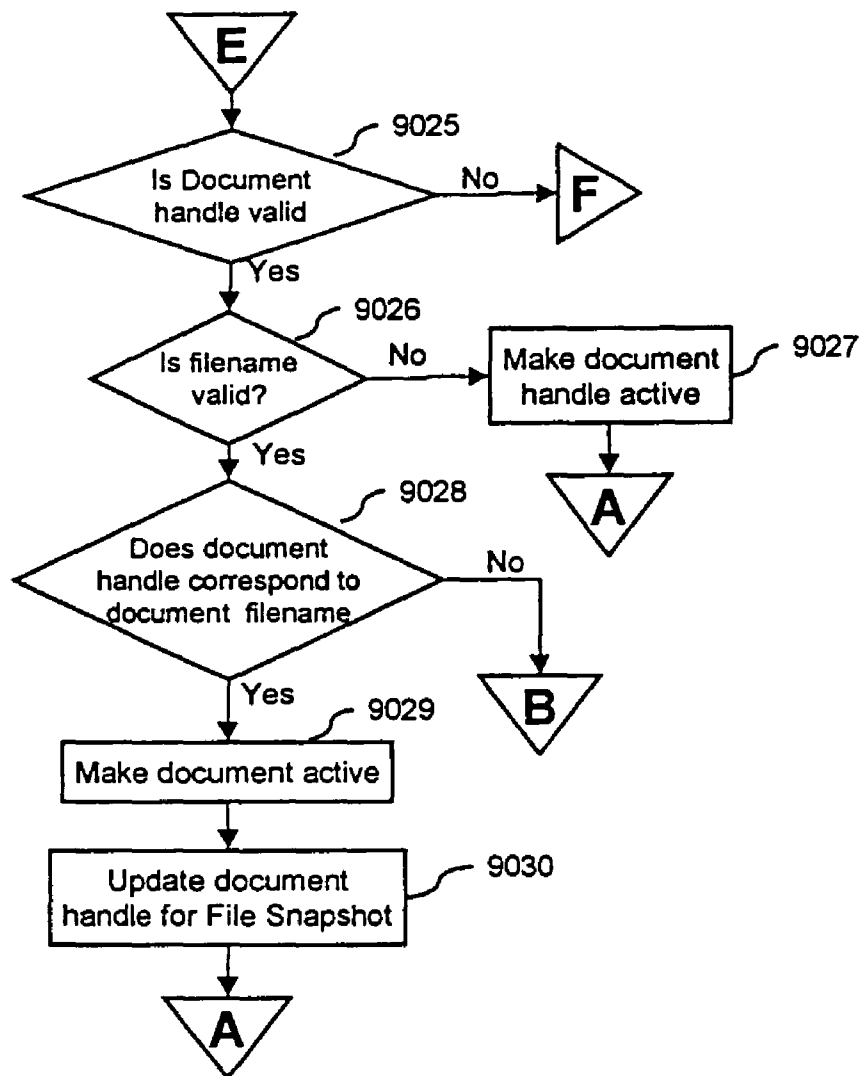 E
9025
Is Document
handle valid
No
F
Yes
9026
Is filename
valid?
No
Make document
handle active
9027
Yes
A
9028
Does document
handle correspond to
document filename
No
B
Yes
9029
Make document active
9030
Update document
handle for File Snapshot
A